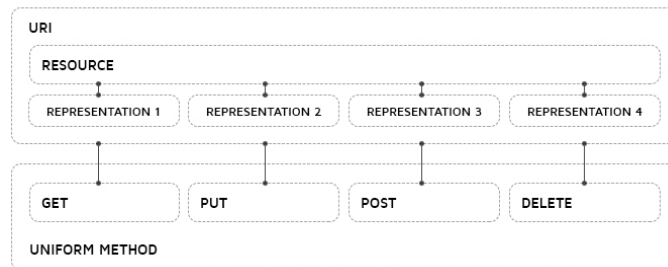 URI
RESOURCE
REPRESENTATION 1 REPRESENTATION 2 REPRESENTATION 3 REPRESENTATION 4
GET PUT POST DELETE
UNIFORM METHOD